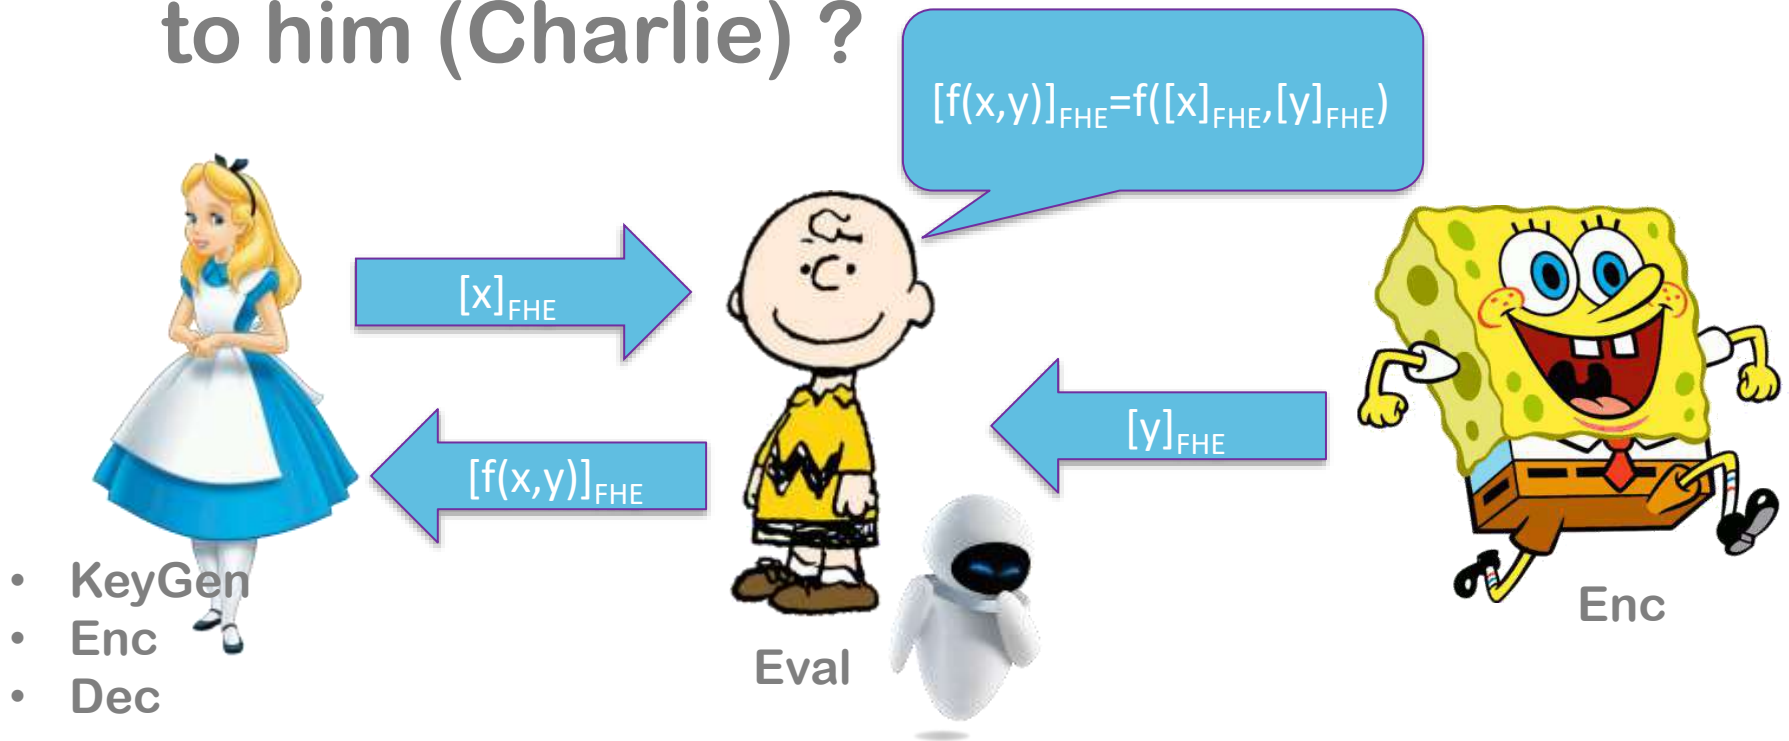 to him (Charlie) ?
[f(x,y)]FHE=f([x]FHE,[y]FHE)
[x]FHE
[y]FHE
[f(x,y)]FHE
• KeyGen
• Enc
• Dec
Eval
Enc